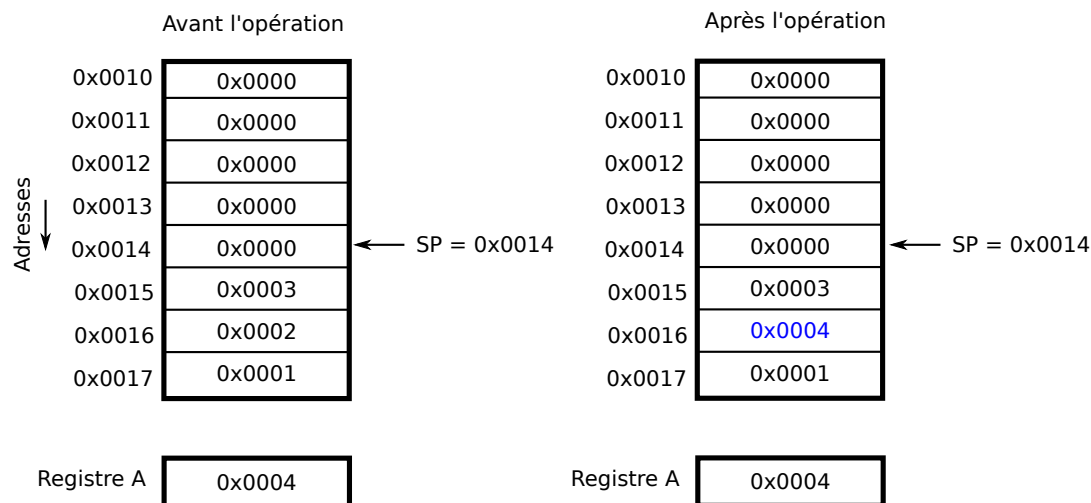 Avant l'opération
Après l'opération
0x0010 0x0000
0x0011 0x0000
0x0012 0x0000
0x0013 0x0000
0x0014 0x0000 SP = 0x0014
0x0015 0x0003
0x0016 0x0002
0x0017 0x0001
Adresses
Registre A 0x0004
0x0010 0x0000
0x0011 0x0000
0x0012 0x0000
0x0013 0x0000
0x0014 0x0000 SP = 0x0014
0x0015 0x0003
0x0016 0x0004
0x0017 0x0001
Registre A 0x0004